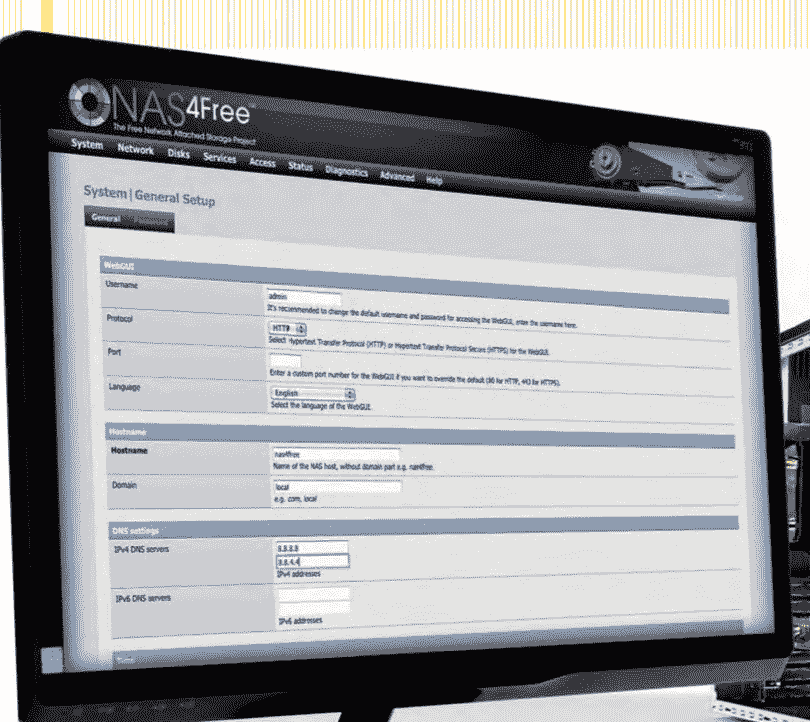 NAS4Free
The Free Network Attached Storage Project
System Network Disks Services Access Status Diagnostics Advanced Help
System|General Setup
General
WebGUI
Username
admin
It's recommended to change the default username and password for accessing the WebGUI, enter the username here.
Protocol
HTTP
Select Hypertext Transfer Protocol (HTTP) or Hypertext Transfer Protocol Secure (HTTPS) for the WebGUI.
Port
Enter a custom port number for the WebGUI if you want to override the default (80 for HTTP, 443 for HTTPS).
Language
English
Select the language of the WebGUI.
Hostname
Hostname
nas4free
Name of the NAS host, without domain part e.g. nas4free.
Domain
local
e.g. com, local
DNS settings
IPv4 DNS servers
8.8.8.8
8.8.4.4
IPv4 addresses
IPv6 DNS servers
IPv6 addresses